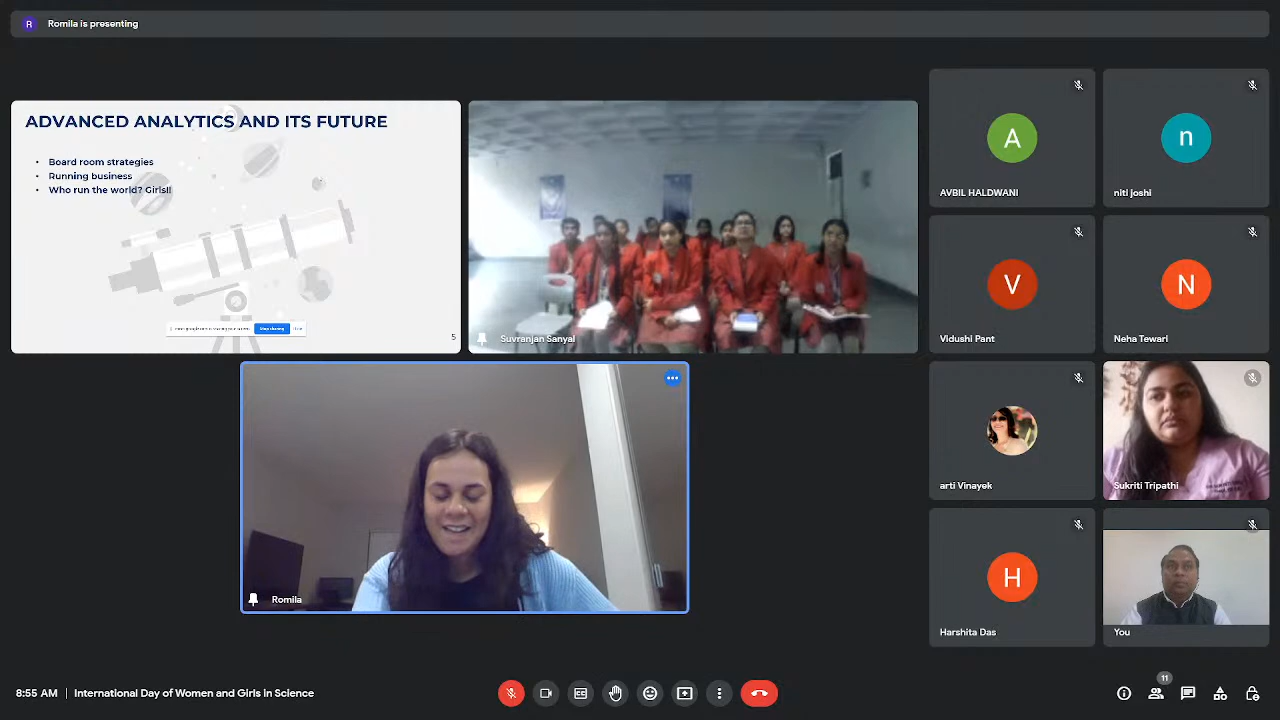 R Romila is presenting
ADVANCED ANALYTICS AND ITS FUTURE
• Board room strategies
• Running business
• Who run the world? Girls!!
Stop sharing
5
Suvranjan Sanyal
Romila
A
AVBIL HALDWANI
n
niti joshi
V
Vidushi Pant
N
Neha Tewari
arti Vinayek
Sukriti Tripathi
H
Harshita Das
You
8:55 AM | International Day of Women and Girls In Science
11